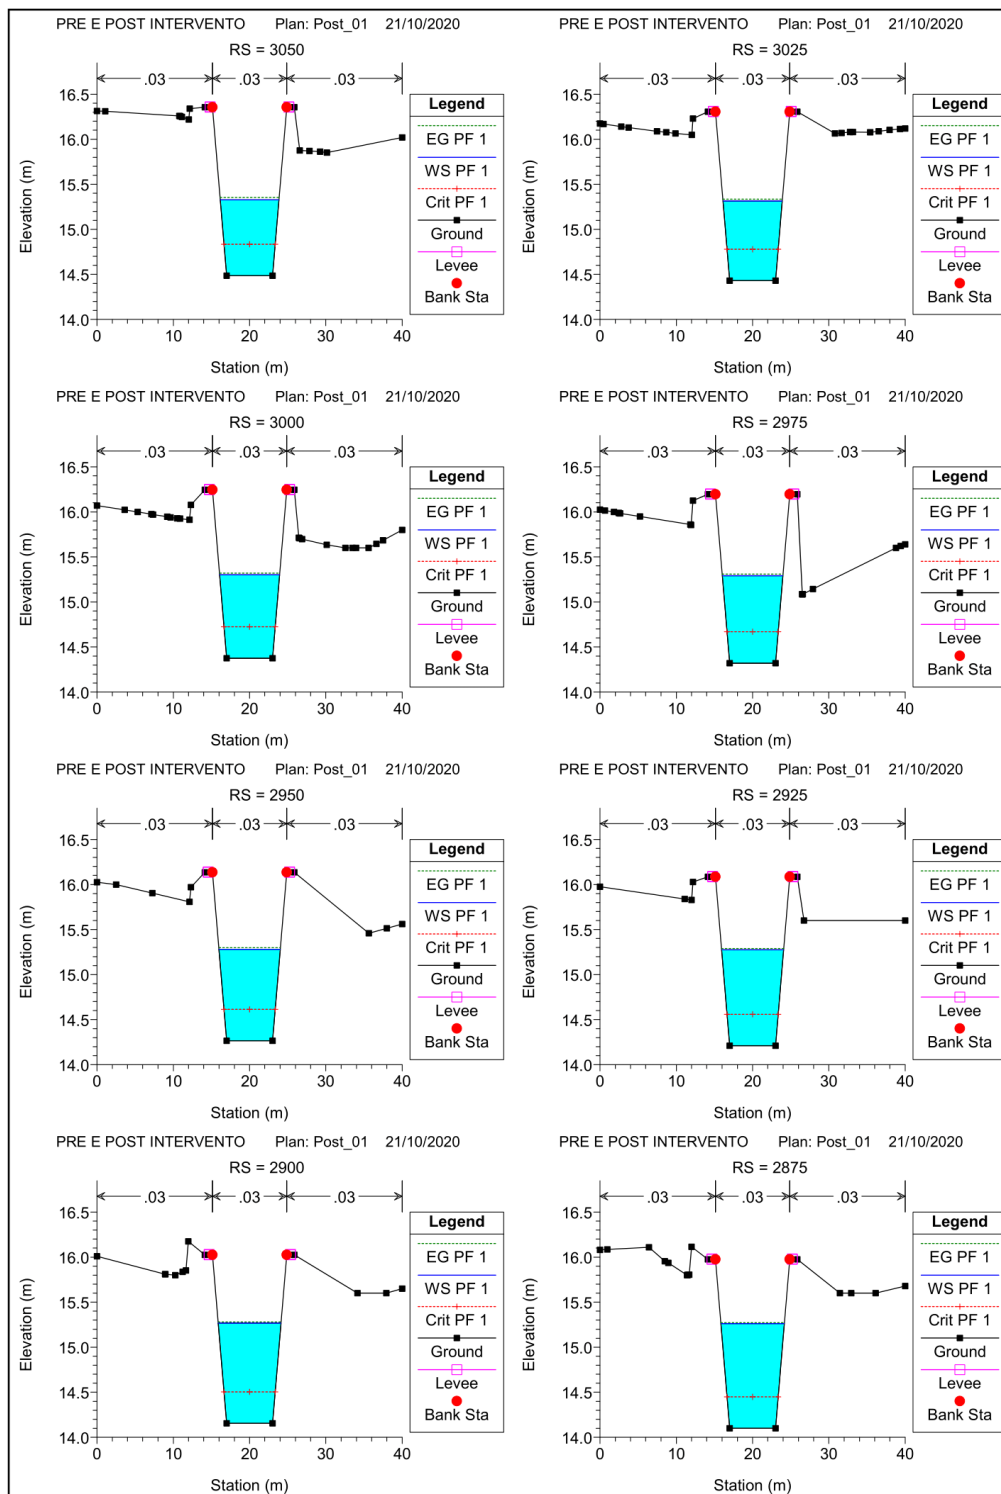 PRE E POST INTERVENTO Plan: Post_01 21/10/2020
RS = 3050
.03 .03 .03
Elevation (m)
16.5
16.0
15.5
15.0
14.5
14.0
0 10 20 30 40
Station (m)
Legend
EG PF 1
WS PF 1
Crit PF 1
Ground
Levee
Bank Sta
PRE E POST INTERVENTO Plan: Post_01 21/10/2020
RS = 3025
.03 .03 .03
Elevation (m)
16.5
16.0
15.5
15.0
14.5
14.0
0 10 20 30 40
Station (m)
Legend
EG PF 1
WS PF 1
Crit PF 1
Ground
Levee
Bank Sta
PRE E POST INTERVENTO Plan: Post_01 21/10/2020
RS = 3000
.03 .03 .03
Elevation (m)
16.5
16.0
15.5
15.0
14.5
14.0
0 10 20 30 40
Station (m)
Legend
EG PF 1
WS PF 1
Crit PF 1
Ground
Levee
Bank Sta
PRE E POST INTERVENTO Plan: Post_01 21/10/2020
RS = 2975
.03 .03 .03
Elevation (m)
16.5
16.0
15.5
15.0
14.5
14.0
0 10 20 30 40
Station (m)
Legend
EG PF 1
WS PF 1
Crit PF 1
Ground
Levee
Bank Sta
PRE E POST INTERVENTO Plan: Post_01 21/10/2020
RS = 2950
.03 .03 .03
Elevation (m)
16.5
16.0
15.5
15.0
14.5
14.0
0 10 20 30 40
Station (m)
Legend
EG PF 1
WS PF 1
Crit PF 1
Ground
Levee
Bank Sta
PRE E POST INTERVENTO Plan: Post_01 21/10/2020
RS = 2925
.03 .03 .03
Elevation (m)
16.5
16.0
15.5
15.0
14.5
14.0
0 10 20 30 40
Station (m)
Legend
EG PF 1
WS PF 1
Crit PF 1
Ground
Levee
Bank Sta
PRE E POST INTERVENTO Plan: Post_01 21/10/2020
RS = 2900
.03 .03 .03
Elevation (m)
16.5
16.0
15.5
15.0
14.5
14.0
0 10 20 30 40
Station (m)
Legend
EG PF 1
WS PF 1
Crit PF 1
Ground
Levee
Bank Sta
PRE E POST INTERVENTO Plan: Post_01 21/10/2020
RS = 2875
.03 .03 .03
Elevation (m)
16.5
16.0
15.5
15.0
14.5
14.0
0 10 20 30 40
Station (m)
Legend
EG PF 1
WS PF 1
Crit PF 1
Ground
Levee
Bank Sta